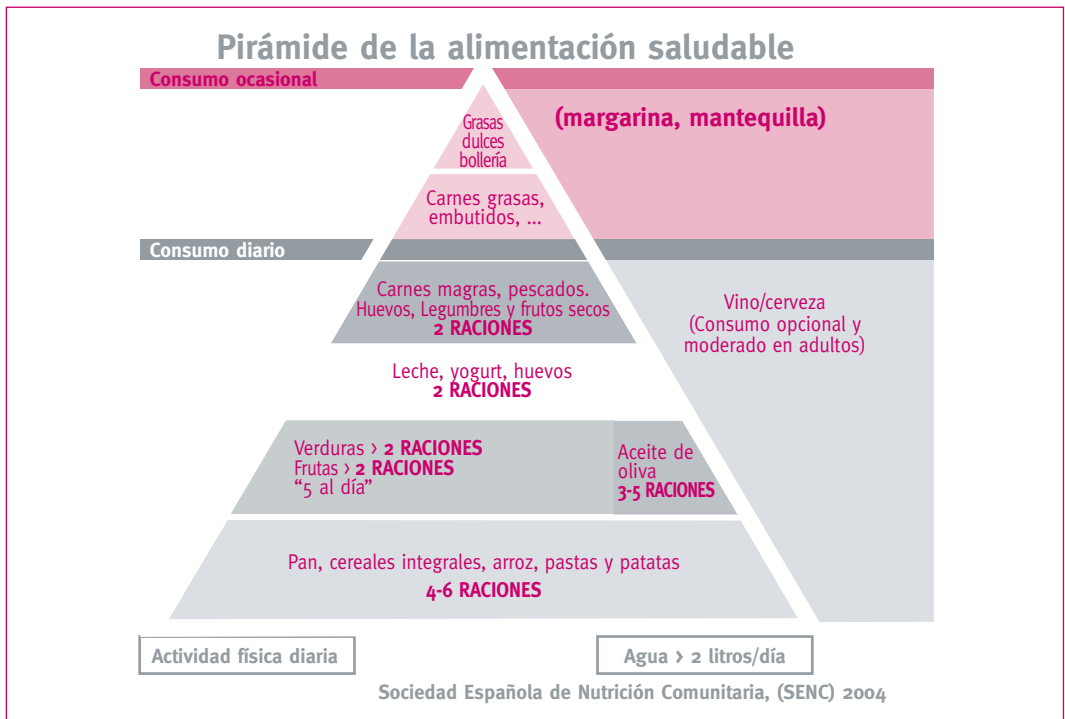 Pirámide de la alimentación saludable
Consumo ocasional
Grasas
dulces
bollería
(margarina, mantequilla)
Carnes grasas,
embutidos, ...
Consumo diario
Carnes magras, pescados.
Huevos, Legumbres y frutos secos
2 RACIONES
Vino/cerveza
(Consumo opcional y
moderado en adultos)
Leche, yogurt, huevos
2 RACIONES
Verduras > 2 RACIONES
Frutas > 2 RACIONES
“5 al día”
Aceite de
oliva
3-5 RACIONES
Pan, cereales integrales, arroz, pastas y patatas
4-6 RACIONES
Actividad física diaria
Agua > 2 litros/día
Sociedad Española de Nutrición Comunitaria, (SENC) 2004